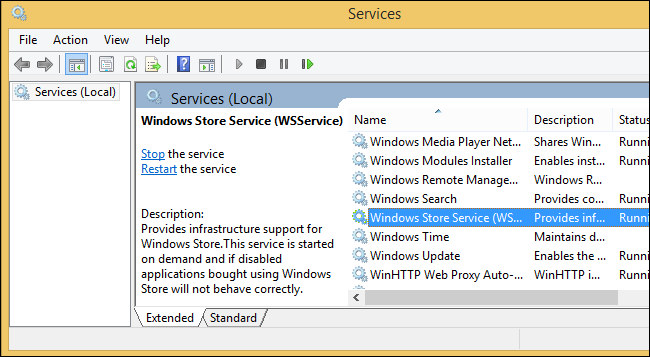 Services
File Action View Help
Services (Local)
Services (Local)
Windows Store Service (WSService)
Stop the service
Restart the service
Description:
Provides infrastructure support for
Windows Store.This service is started
on demand and if disabled
applications bought using Windows
Store will not behave correctly.
Name Description Status
Windows Media Player Net... Shares Win... Runni
Windows Modules Installer Enables inst... Runni
Windows Remote Manage... Windows R...
Windows Search Provides co... Runni
Windows Store Service (WS... Provides inf... Runni
Windows Time Maintains d...
Windows Update Enables the ... Runni
WinHTTP Web Proxy Auto-... WinHTTP i... Runni
Extended Standard